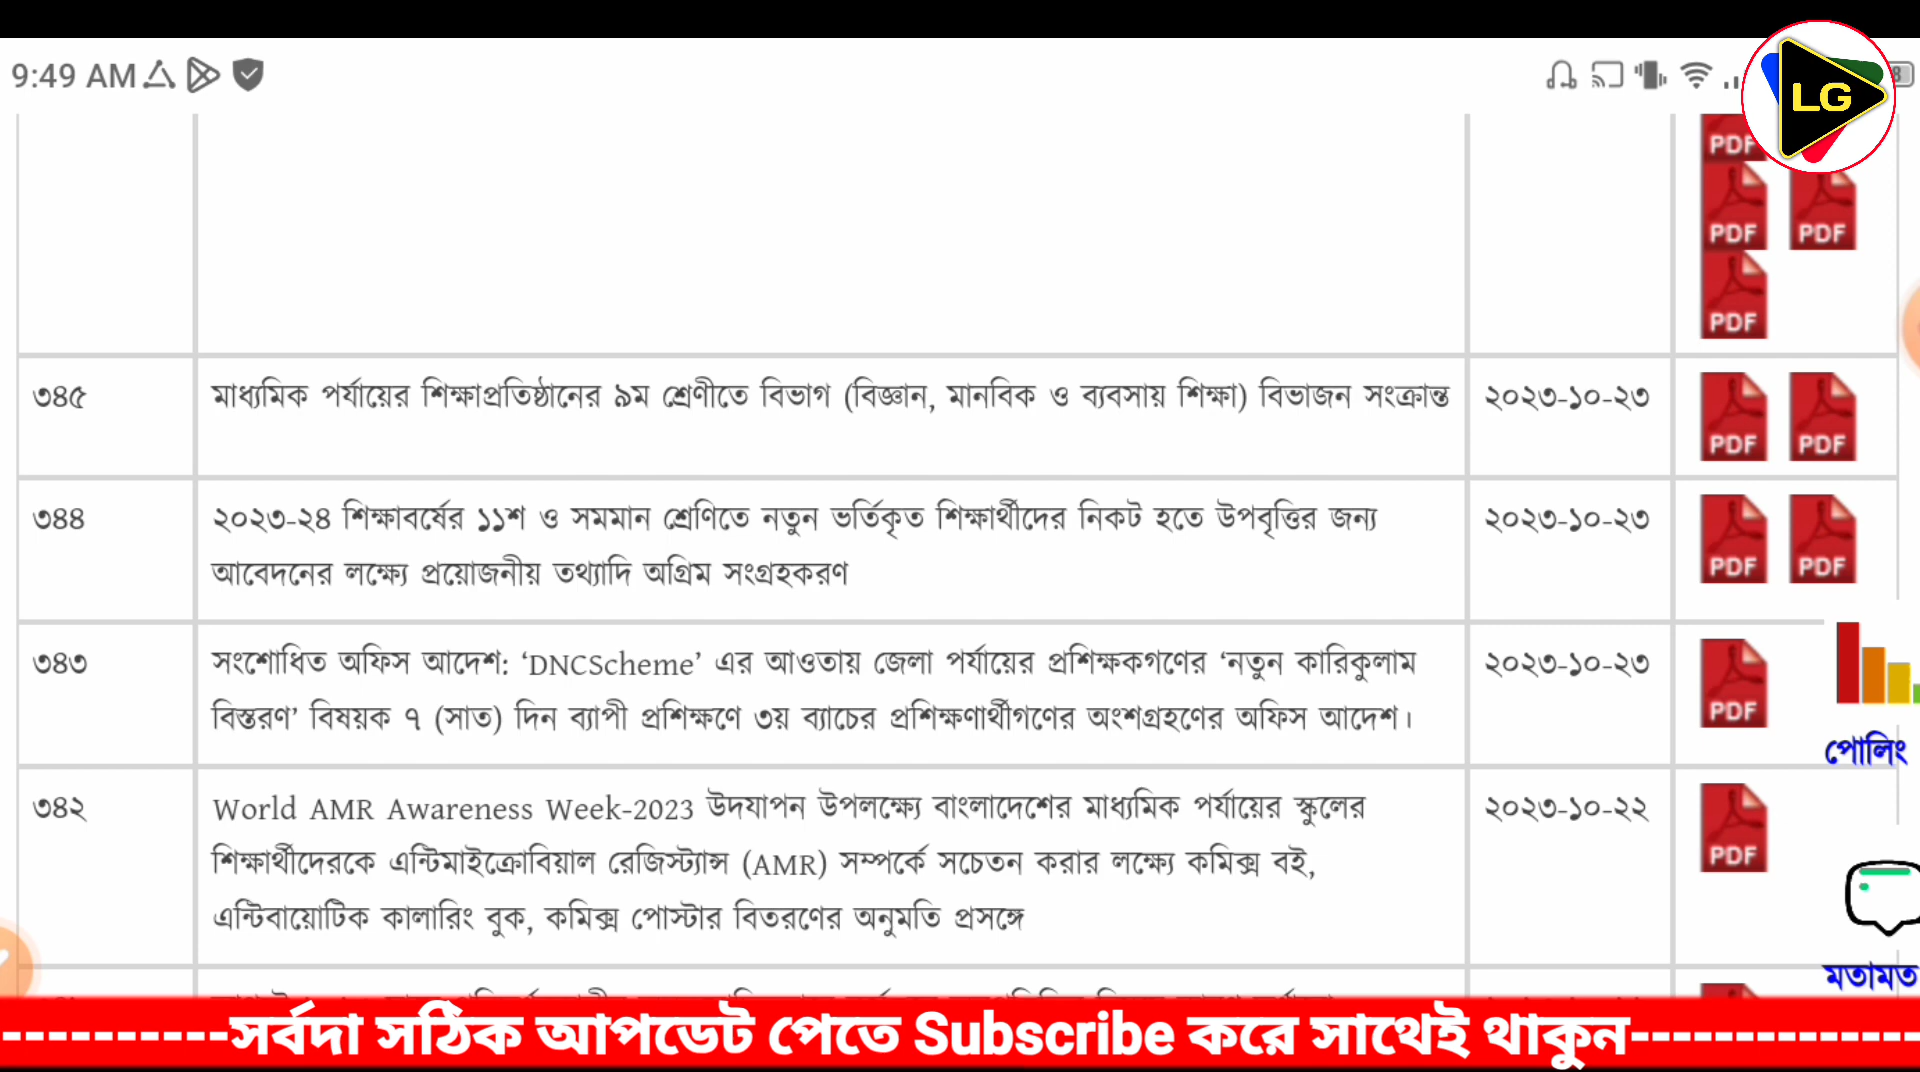 9:49 AM
LG
PDF
PDF PDF
PDF
৩৪৫ মাধ্যমিক পর্যায়ের শিক্ষাপ্রতিষ্ঠানের ৯ম শ্রেণীতে বিভাগ (বিজ্ঞান, মানবিক ও ব্যবসায় শিক্ষা) বিভাজন সংক্রান্ত ২০২৩-১০-২৩
PDF PDF
৩৪৪ ২০২৩-২৪ শিক্ষাবর্ষের ১১শ ও সমমান শ্রেণিতে নতুন ভর্তিকৃত শিক্ষার্থীদের নিকট হতে উপবৃত্তির জন্য ২০২৩-১০-২৩
আবেদনের লক্ষ্যে প্রয়োজনীয় তথ্যাদি অগ্রিম সংগ্রহকরণ
PDF PDF
৩৪৩ সংশোধিত অফিস আদেশ: ‘DNCScheme’ এর আওতায় জেলা পর্যায়ের প্রশিক্ষকগণের ‘নতুন কারিকুলাম ২০২৩-১০-২৩
বিস্তরণ’ বিষয়ক ৭ (সাত) দিন ব্যাপী প্রশিক্ষণে ৩য় ব্যাচের প্রশিক্ষণার্থীগণের অংশগ্রহণের অফিস আদেশ।
PDF
পোলিং
৩৪২ World AMR Awareness Week-2023 উদযাপন উপলক্ষ্যে বাংলাদেশের মাধ্যমিক পর্যায়ের স্কুলের ২০২৩-১০-২২
শিক্ষার্থীদেরকে এন্টিমাইক্রোবিয়াল রেজিস্ট্যান্স (AMR) সম্পর্কে সচেতন করার লক্ষ্যে কমিক্স বই,
PDF
এন্টিবায়োটিক কালারিং বুক, কমিক্স পোস্টার বিতরণের অনুমতি প্রসঙ্গে
মতামত
----------সর্বদা সঠিক আপডেট পেতে Subscribe করে সাথেই থাকুন-------------